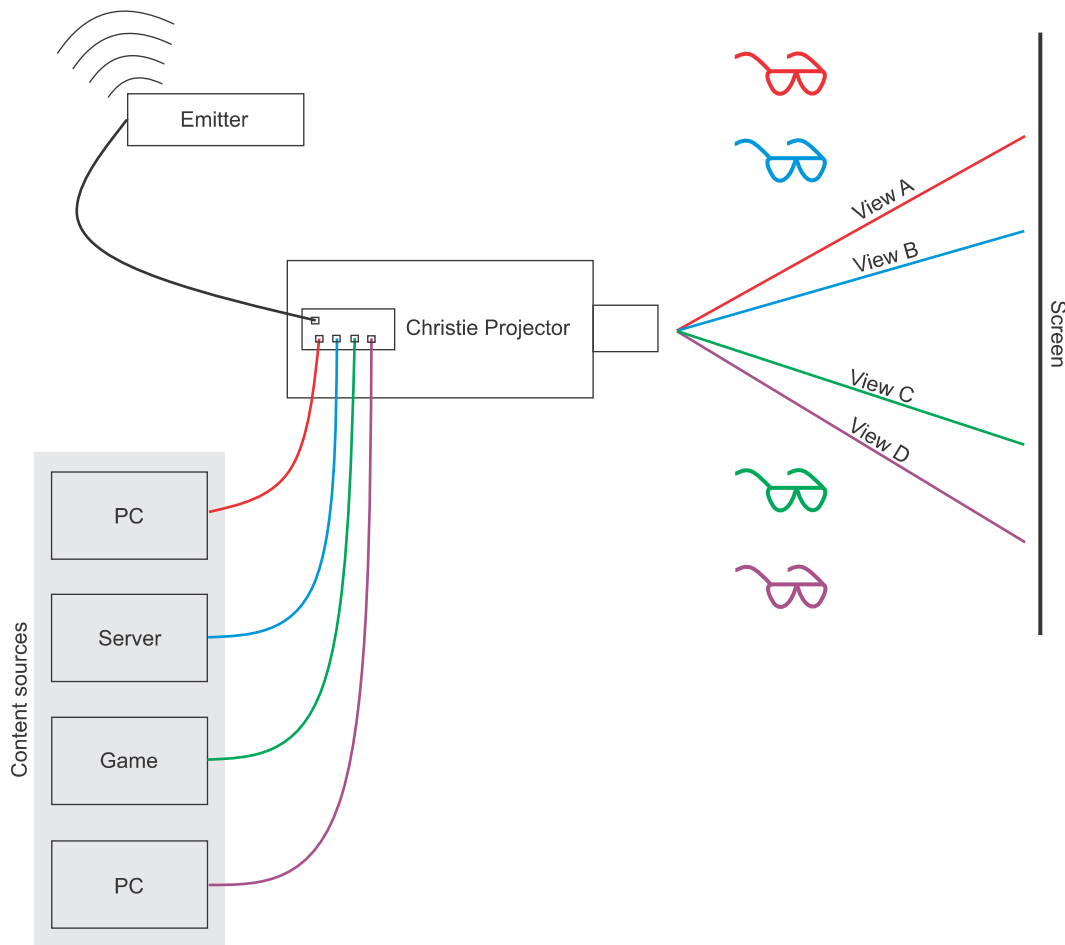 Emitter
Christie Projector
View A
View B
View C
View D
Screen
Content sources
PC
Server
Game
PC